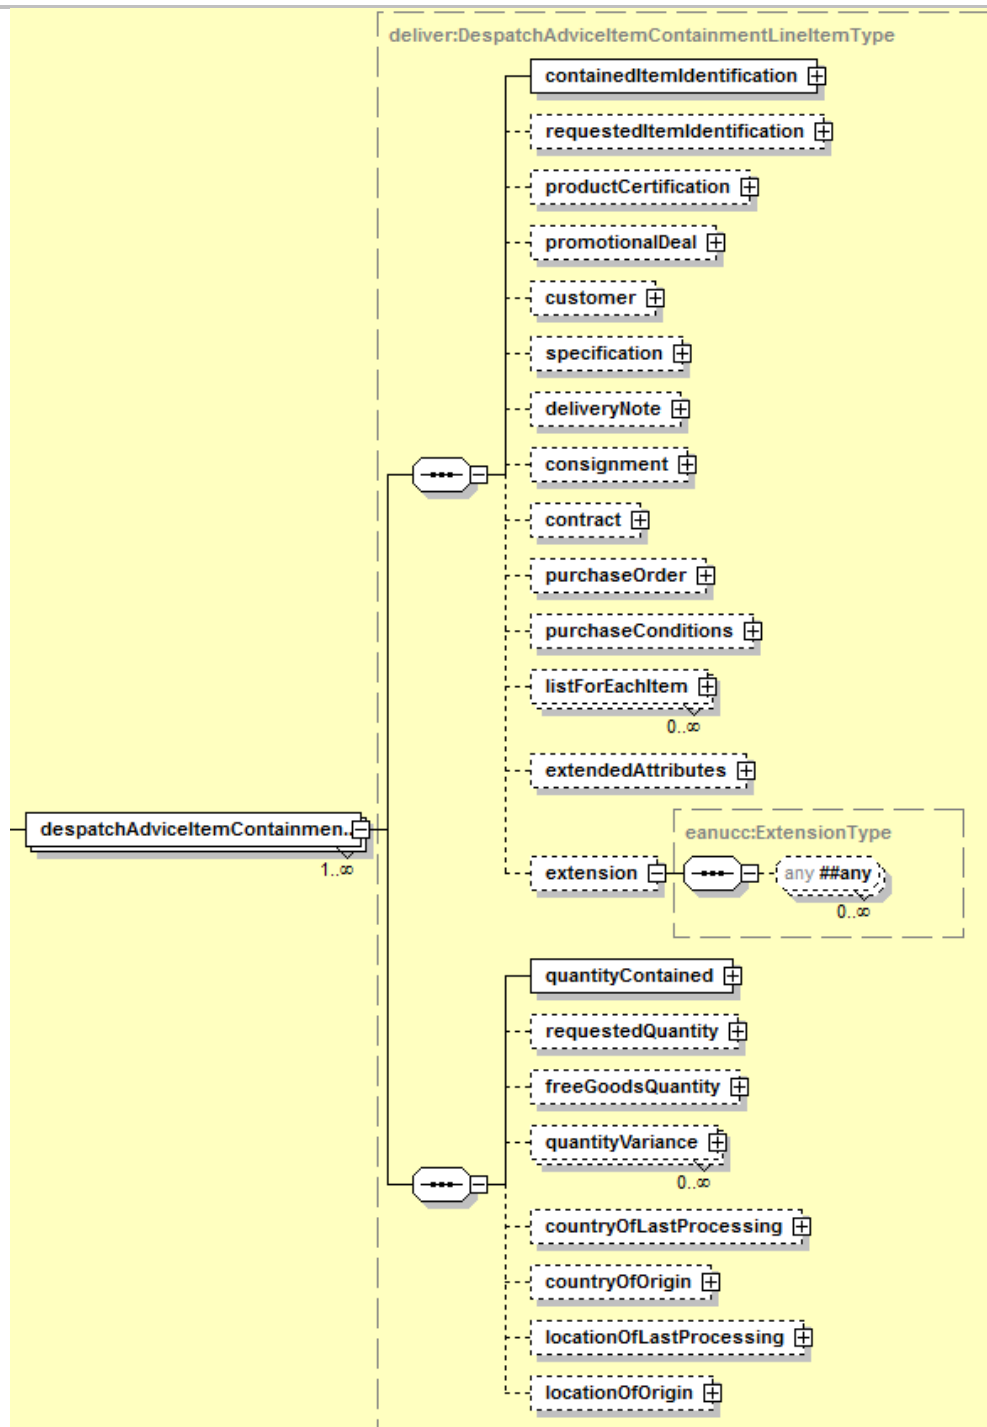 deliver:DespatchAdviceItemContainmentLineItemType
containedItemIdentification
requestedItemIdentification
productCertification
promotionalDeal
customer
specification
deliveryNote
consignment
contract
purchaseOrder
purchaseConditions
listForEachItem
0..∞
extendedAttributes
despatchAdviceItemContainmen..
1..∞
eanucc:ExtensionType
extension
any ##any
0..∞
quantityContained
requestedQuantity
freeGoodsQuantity
quantityVariance
0..∞
countryOfLastProcessing
countryOfOrigin
locationOfLastProcessing
locationOfOrigin